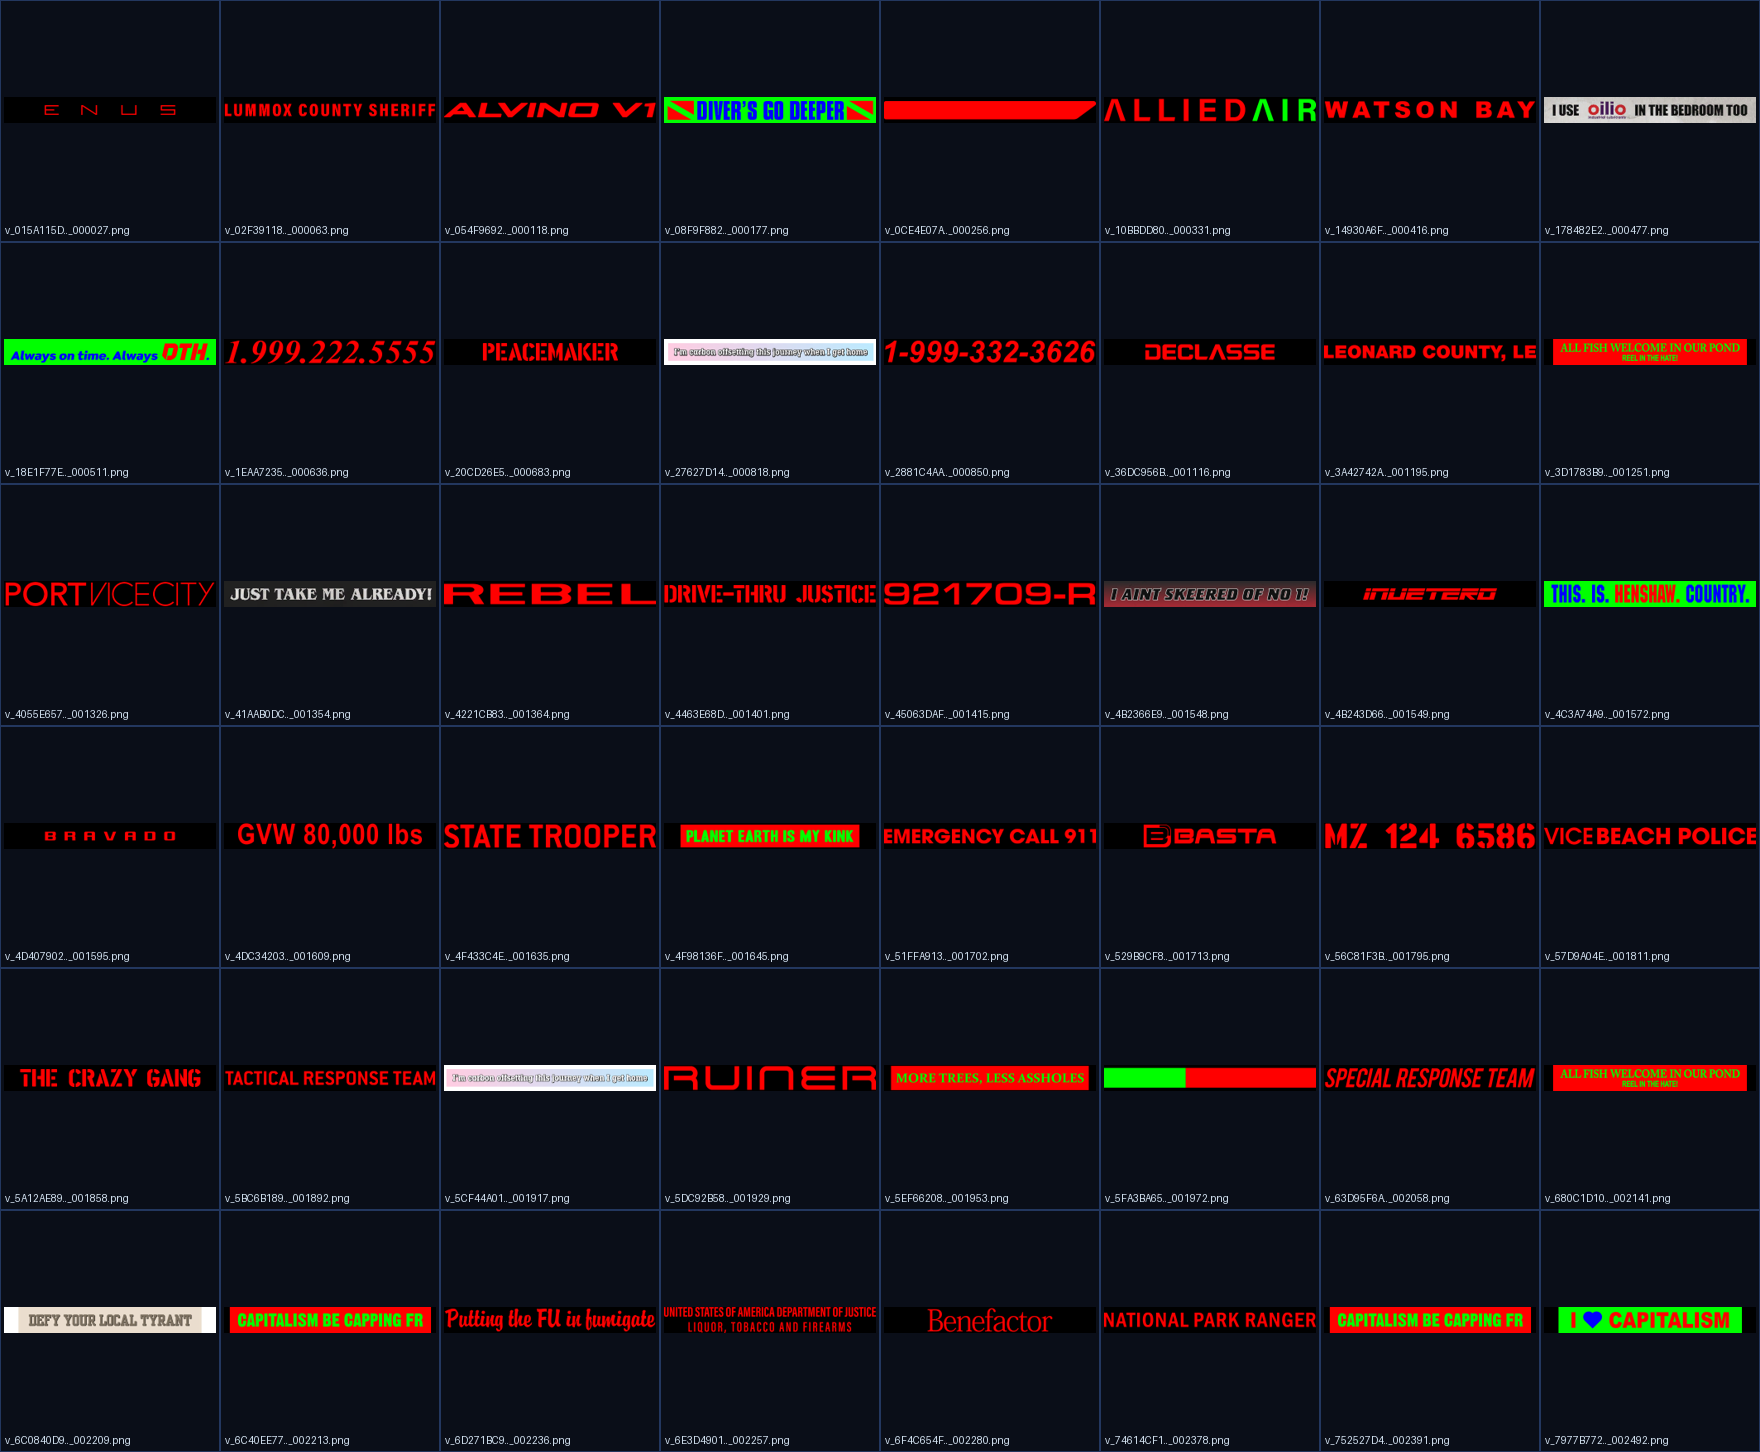 ENUS
LUMMOX COUNTY SHERIFF
ALVINO V1
DIVER'S GO DEEPER
ALLIEDAIR
WATSON BAY
I USE oilio IN THE BEDROOM TOO
v_015A115D.._000027.png
v_02F39118.._000063.png
v_054F9692.._000118.png
v_08F9F882.._000177.png
v_0CE4E07A.._000256.png
v_10BBDD80.._000331.png
v_14930A6F.._000416.png
v_178482E2.._000477.png
Always on time. Always OTH.
1.999.222.5555
PEACEMAKER
I'm carbon offsetting this journey when I get home
1-999-332-3626
DECLASSE
LEONARD COUNTY, LE
ALL FISH WELCOME IN OUR POND
REEL IN THE HATE!
v_18E1F77E.._000511.png
v_1EAA7235.._000636.png
v_20CD26E5.._000683.png
v_27627D14.._000818.png
v_2881C4AA.._000850.png
v_36DC956B.._001116.png
v_3A42742A.._001195.png
v_3D1783B9.._001251.png
PORTVICECITY
JUST TAKE ME ALREADY!
REBEL
DRIVE-THRU JUSTICE
921709-R
I AINT SKEERED OF NO 1!
INVETERO
THIS. IS. HENSHAW. COUNTRY.
v_4055E657.._001326.png
v_41AAB0DC.._001354.png
v_4221CB83.._001364.png
v_4463E68D.._001401.png
v_45063DAF.._001415.png
v_4B2366E9.._001548.png
v_4B243D66.._001549.png
v_4C3A74A9.._001572.png
BRAVADO
GVW 80,000 lbs
STATE TROOPER
PLANET EARTH IS MY KINK
EMERGENCY CALL 911
BBASTA
MZ 124 6586
VICE BEACH POLICE
v_4D407902.._001595.png
v_4DC34203.._001609.png
v_4F433C4E.._001635.png
v_4F98136F.._001645.png
v_51FFA913.._001702.png
v_529B9CF8.._001713.png
v_56C81F3B.._001795.png
v_57D9A04E.._001811.png
THE CRAZY GANG
TACTICAL RESPONSE TEAM
I'm carbon offsetting this journey when I get home
RUINER
MORE TREES, LESS ASSHOLES
SPECIAL RESPONSE TEAM
ALL FISH WELCOME IN OUR POND
REEL IN THE HATE!
v_5A12AE89.._001858.png
v_5BC6B189.._001892.png
v_5CF44A01.._001917.png
v_5DC92B58.._001929.png
v_5EF66208.._001953.png
v_5FA3BA65.._001972.png
v_63D95F6A.._002058.png
v_680C1D10.._002141.png
DEFY YOUR LOCAL TYRANT
CAPITALISM BE CAPPING FR
Putting the FU in fumigate
UNITED STATES OF AMERICA DEPARTMENT OF JUSTICE
LIQUOR, TOBACCO AND FIREARMS
Benefactor
NATIONAL PARK RANGER
CAPITALISM BE CAPPING FR
I ♥ CAPITALISM
v_6C0840D9.._002209.png
v_6C40EE77.._002213.png
v_6D271BC9.._002236.png
v_6E3D4901.._002257.png
v_6F4C654F.._002280.png
v_74614CF1.._002378.png
v_752527D4.._002391.png
v_7977B772.._002492.png